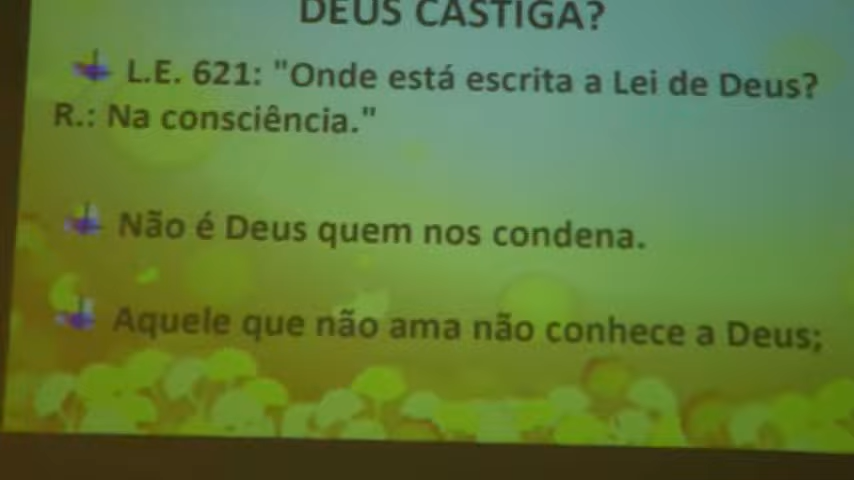 DEUS CASTIGA?
L.E. 621: "Onde está escrita a Lei de Deus?
R.: Na consciência."
Não é Deus quem nos condena.
Aquele que não ama não conhece a Deus;